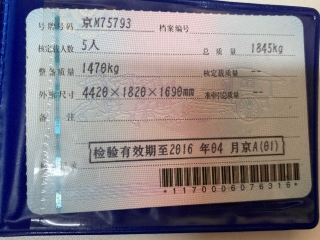 号牌号码 京M75793 档案编号
核定载人数 5人 总质量 1845kg
整备质量 1470kg 核定载质量 --
外廓尺寸 4420×1820×1690mm 准牵引总质量 --
备注
检验有效期至2016 年04 月京A(01)
*1170006076316*